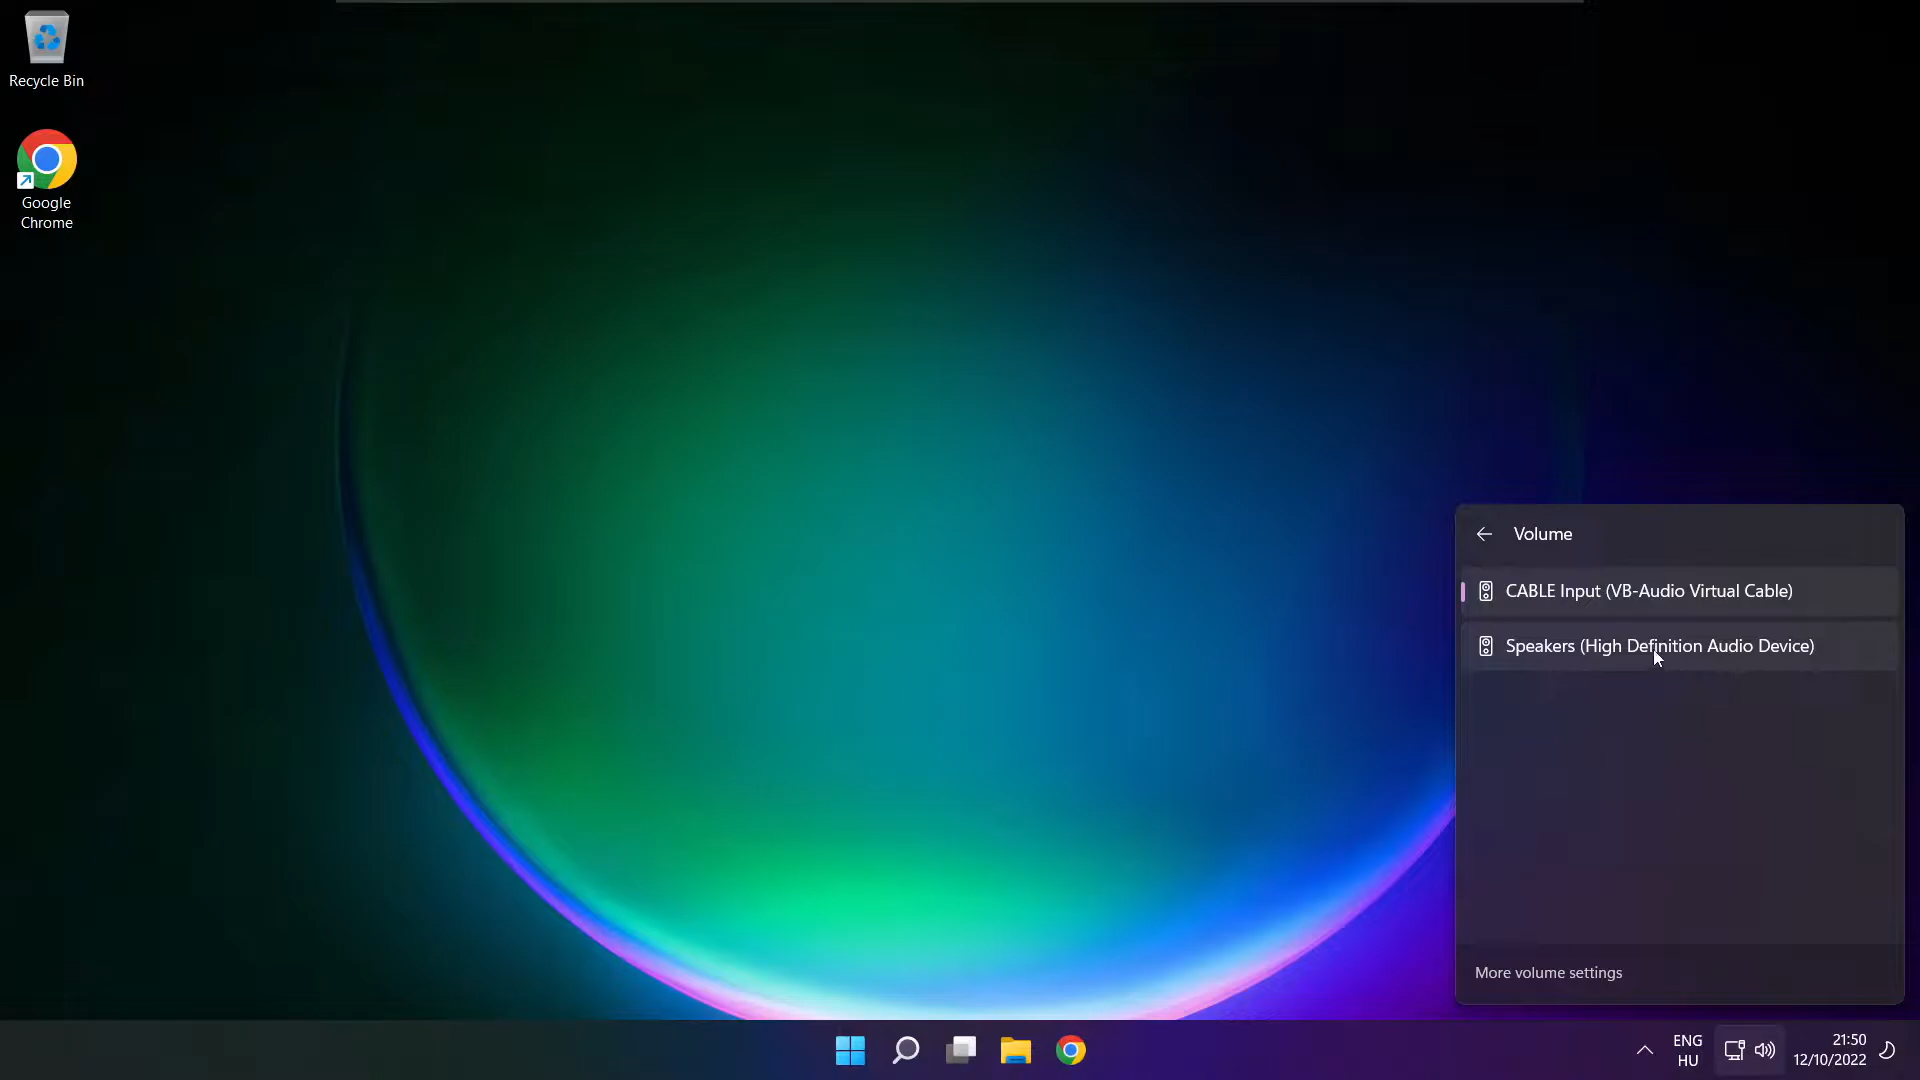 Recycle Bin
Google
Chrome
Volume
CABLE Input (VB-Audio Virtual Cable)
Speakers (High Definition Audio Device)
More volume settings
ENG
HU
21:50
12/10/2022